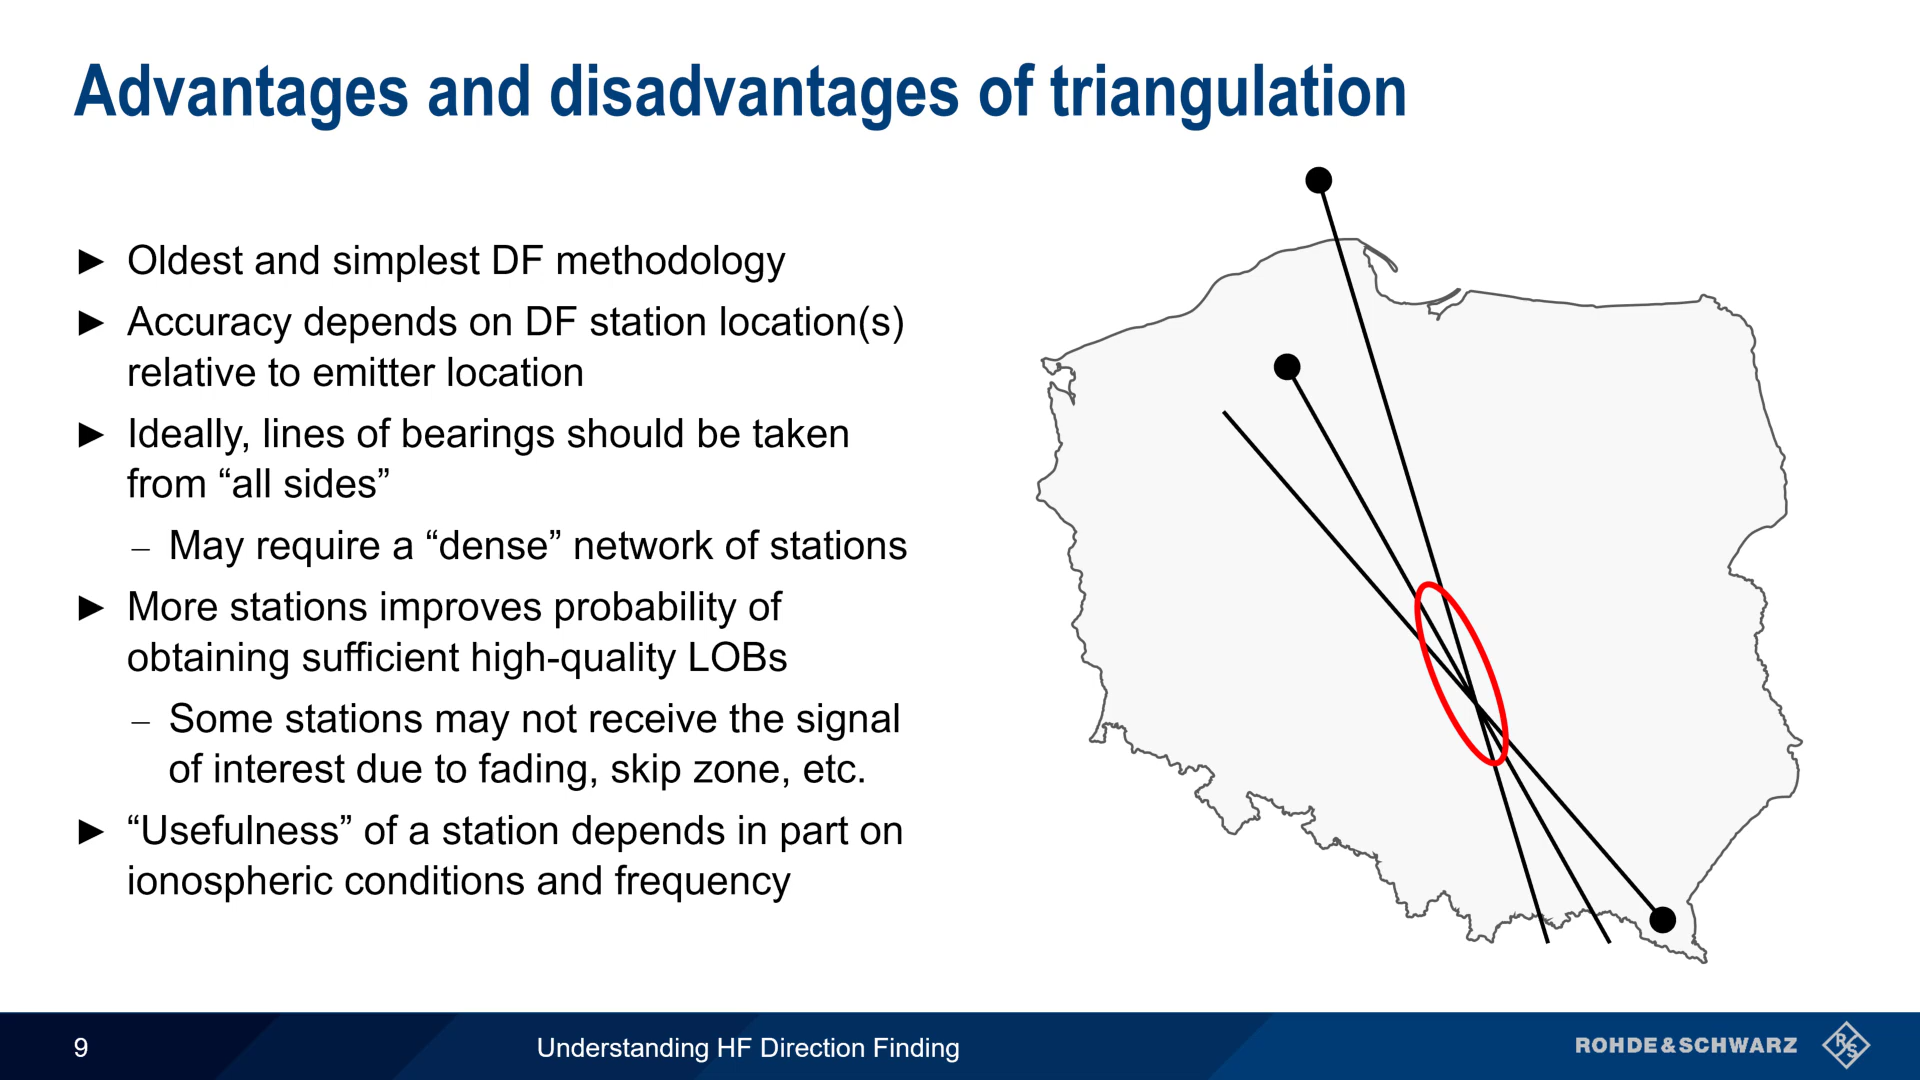 Advantages and disadvantages of triangulation
► Oldest and simplest DF methodology
► Accuracy depends on DF station location(s)
relative to emitter location
► Ideally, lines of bearings should be taken
from “all sides”
– May require a “dense” network of stations
► More stations improves probability of
obtaining sufficient high-quality LOBs
– Some stations may not receive the signal
of interest due to fading, skip zone, etc.
► “Usefulness” of a station depends in part on
ionospheric conditions and frequency
9
Understanding HF Direction Finding
ROHDE&SCHWARZ
R&S